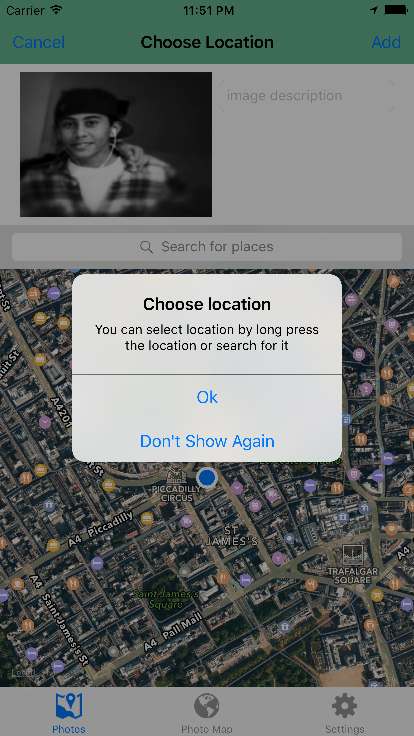 Carrier 11:51 PM
Cancel Choose Location Add
image description
Search for places
Choose location
You can select location by long press
the location or search for it
Ok
Don't Show Again
PICCADILLY
CIRCUS
A4 Piccadilly
ST
JAMES'S
TRAFALGAR
SQUARE
A4
Saint James's
Square
A4 Pall Mall
A4 Saint James's St
Legal
Photos Photo Map Settings